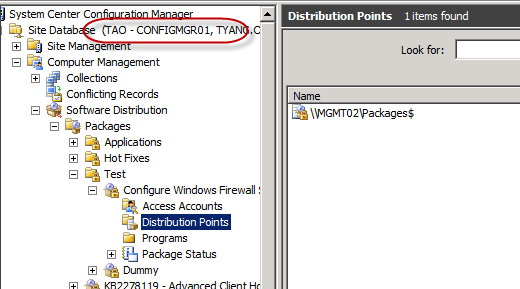 System Center Configuration Manager
Site Database (TAO - CONFIGMGR01, TYANG.
Site Management
Computer Management
Collections
Conflicting Records
Software Distribution
Packages
Applications
Hot Fixes
Test
Configure Windows Firewall
Access Accounts
Distribution Points
Programs
Package Status
Dummy
KB2278119 - Advanced Client
Distribution Points 1 items found
Look for:
Name
\\MGMT02\Packages$